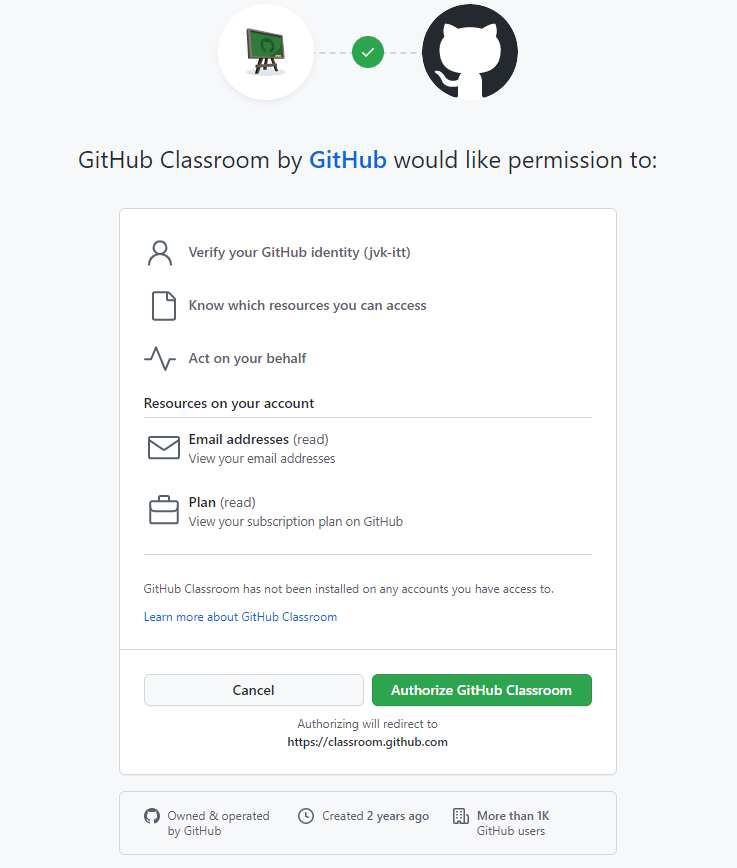 GitHub Classroom by GitHub would like permission to:
Verify your GitHub identity (jvk-itt)
Know which resources you can access
Act on your behalf
Resources on your account
Email addresses (read)
View your email addresses
Plan (read)
View your subscription plan on GitHub
GitHub Classroom has not been installed on any accounts you have access to.
Learn more about GitHub Classroom
Cancel
Authorize GitHub Classroom
Authorizing will redirect to
https://classroom.github.com
Owned & operated
by GitHub
Created 2 years ago
More than 1K
GitHub users